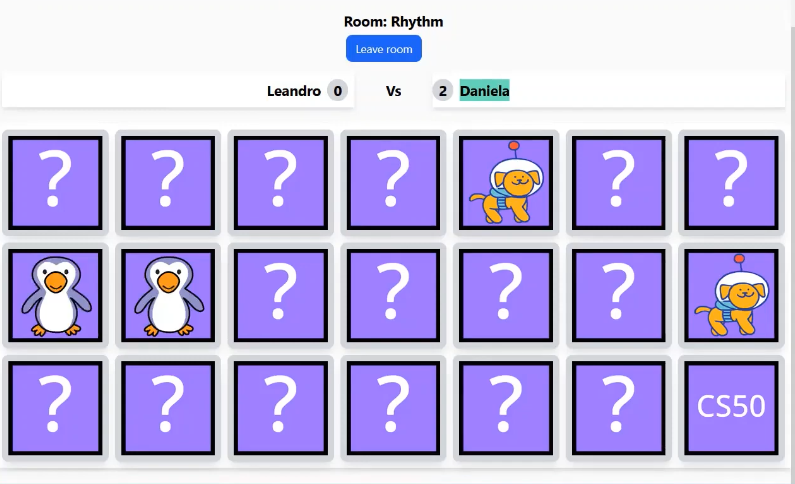 Room: Rhythm
Leave room
Leandro 0 Vs 2 Daniela
? ? ? ? ? ?
? ? ? ?
? ? ? ? ? ? CS50